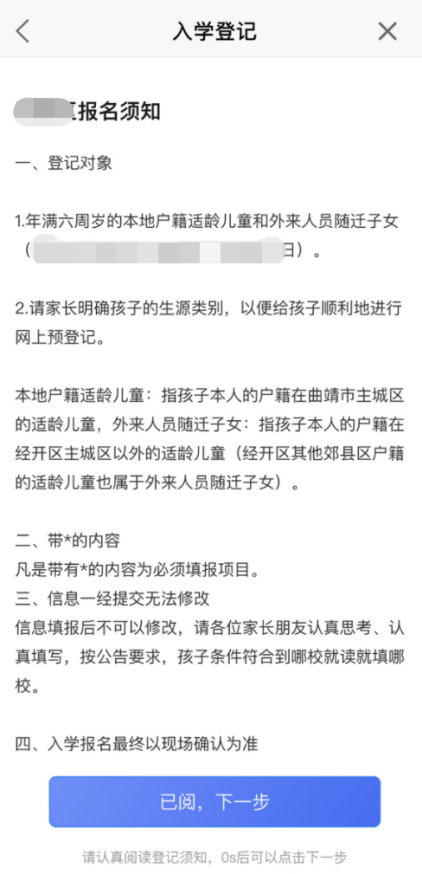 入学登记
报名须知
一、登记对象
1.年满六周岁的本地户籍适龄儿童和外来人员随迁子女
（日）。
2.请家长明确孩子的生源类别，以便给孩子顺利地进行
网上预登记。
本地户籍适龄儿童：指孩子本人的户籍在曲靖市主城区
的适龄儿童，外来人员随迁子女：指孩子本人的户籍在
经开区主城区以外的适龄儿童（经开区其他郊县区户籍
的适龄儿童也属于外来人员随迁子女）。
二、带*的内容
凡是带有*的内容为必须填报项目。
三、信息一经提交无法修改
信息填报后不可以修改，请各位家长朋友认真思考、认
真填写，按公告要求，孩子条件符合到哪校就读就填哪
校。
四、入学报名最终以现场确认为准
已阅，下一步
请认真阅读登记须知，0s后可以点击下一步